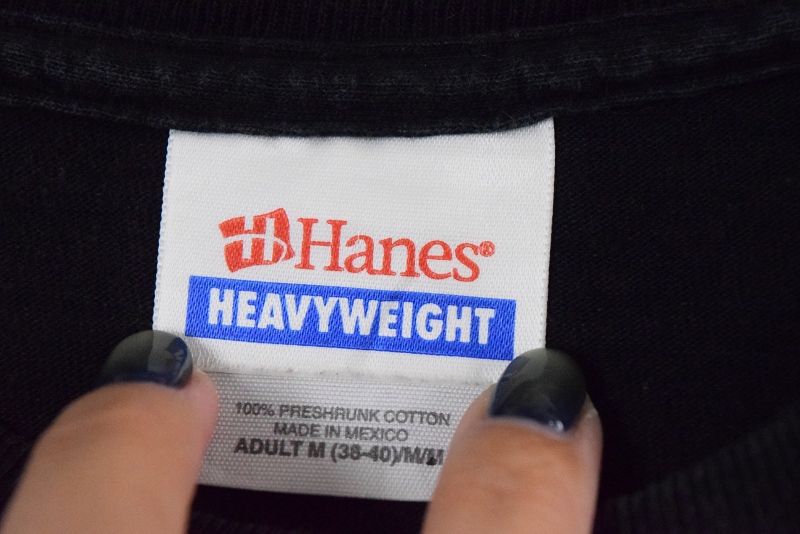 Hanes®
HEAVYWEIGHT
100% PRESHRUNK COTTON
MADE IN MEXICO
ADULT M (38-40)/M/M